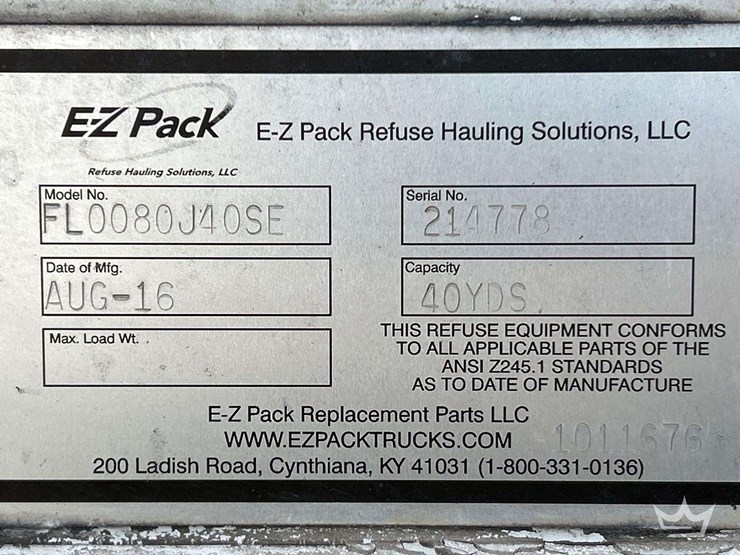 E-Z Pack
Refuse Hauling Solutions, LLC
E-Z Pack Refuse Hauling Solutions, LLC
Model No.
FL0080J40SE
Serial No.
214778
Date of Mfg.
AUG-16
Capacity
40YDS.
Max. Load Wt.
THIS REFUSE EQUIPMENT CONFORMS
TO ALL APPLICABLE PARTS OF THE
ANSI Z245.1 STANDARDS
AS TO DATE OF MANUFACTURE
E-Z Pack Replacement Parts LLC
WWW.EZPACKTRUCKS.COM
1011676
200 Ladish Road, Cynthiana, KY 41031 (1-800-331-0136)